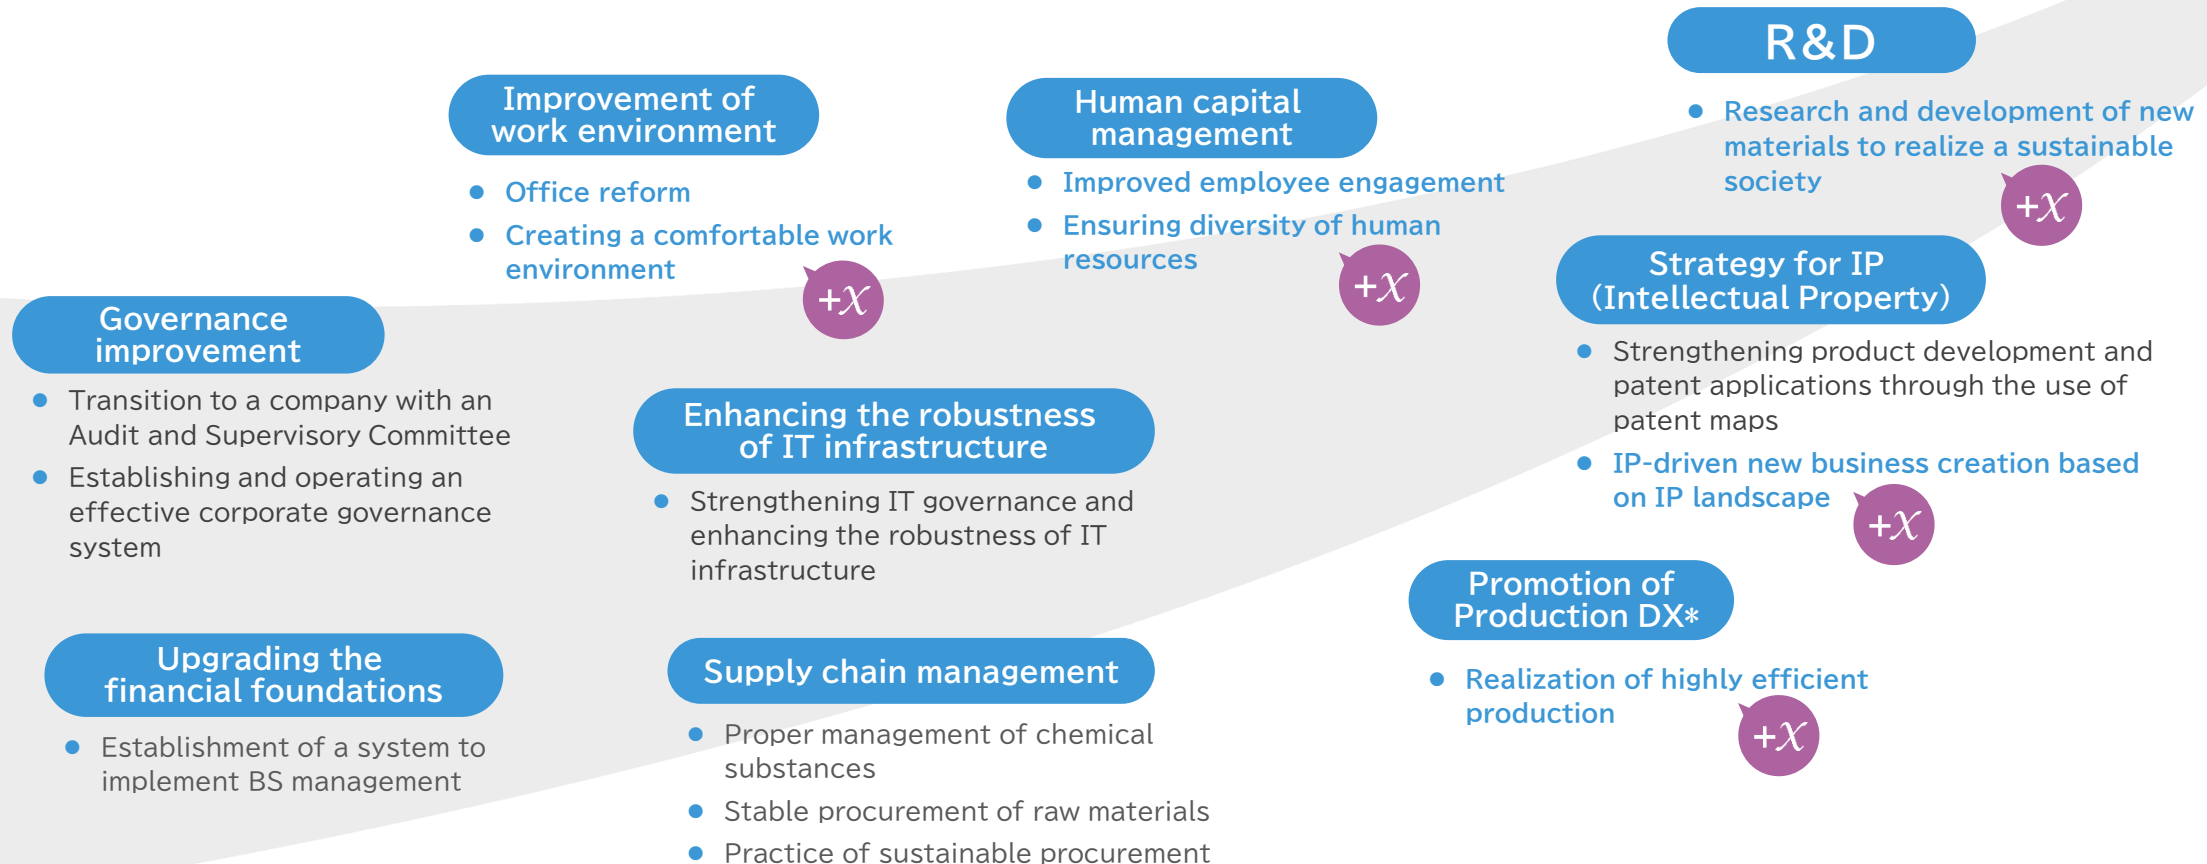 R&D
● Research and development of new
materials to realize a sustainable
society
+x
Improvement of
work environment
● Office reform
● Creating a comfortable work
environment
+x
Human capital
management
● Improved employee engagement
● Ensuring diversity of human
resources
+x
Strategy for IP
(Intellectual Property)
● Strengthening product development and
patent applications through the use of
patent maps
● IP-driven new business creation based
on IP landscape
+x
Governance
improvement
● Transition to a company with an
Audit and Supervisory Committee
● Establishing and operating an
effective corporate governance
system
Enhancing the robustness
of IT infrastructure
● Strengthening IT governance and
enhancing the robustness of IT
infrastructure
Promotion of
Production DX*
● Realization of highly efficient
production
+x
Upgrading the
financial foundations
● Establishment of a system to
implement BS management
Supply chain management
● Proper management of chemical
substances
● Stable procurement of raw materials
● Practice of sustainable procurement